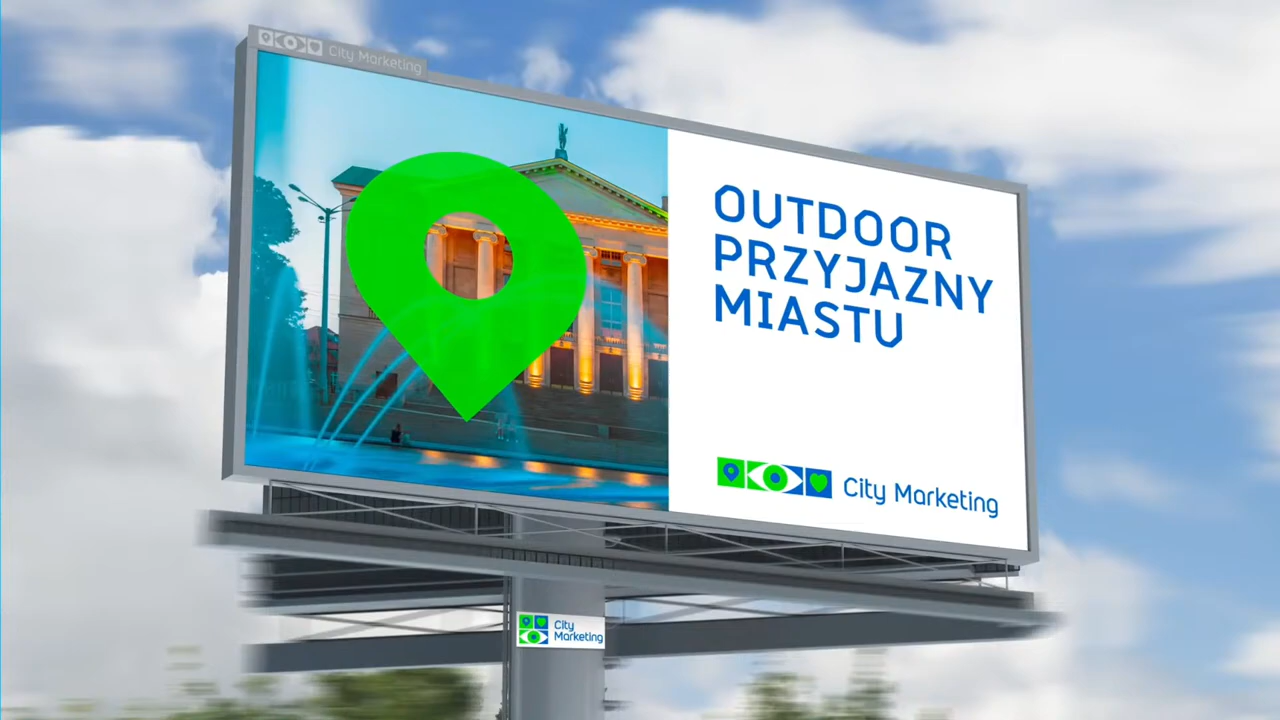 City Marketing
OUTDOOR
PRZYJAZNY
MIASTU
City Marketing
City
Marketing